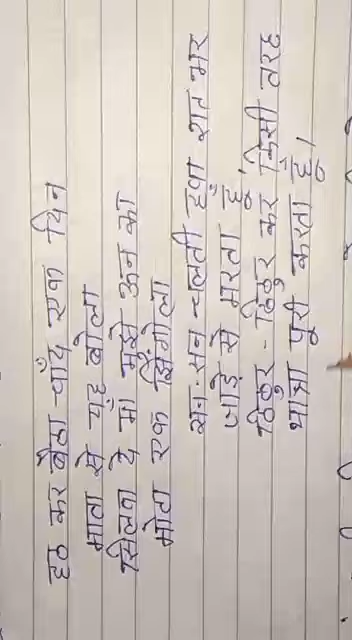 हठ कर बैठा चाँद एक दिन
माता से यह बोला
सिलवा दे मां मुझे ऊन का
मोटा एक झिंगोला
सन-सन चलती हवा रात भर
जाड़े से मरता हूँ
ठिठुर-ठिठुर कर किसी तरह
यात्रा पूरी करता हूँ।